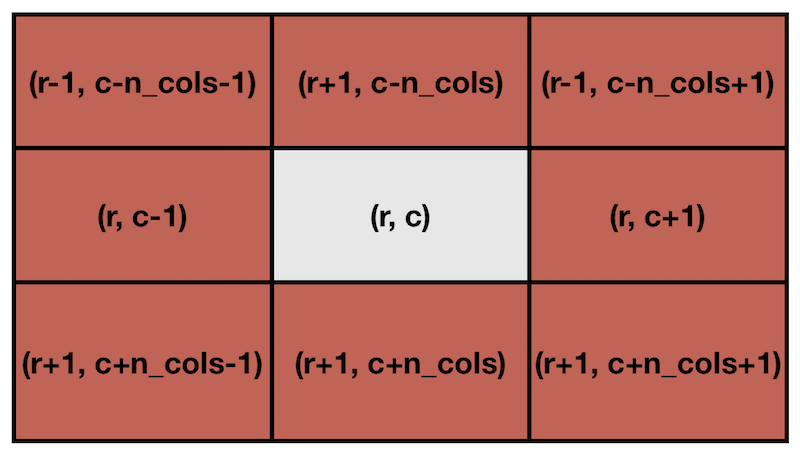 (r-1, c-n_cols-1) (r+1, c-n_cols) (r-1, c-n_cols+1)
(r, c-1) (r, c) (r, c+1)
(r+1, c+n_cols-1) (r+1, c+n_cols) (r+1, c+n_cols+1)